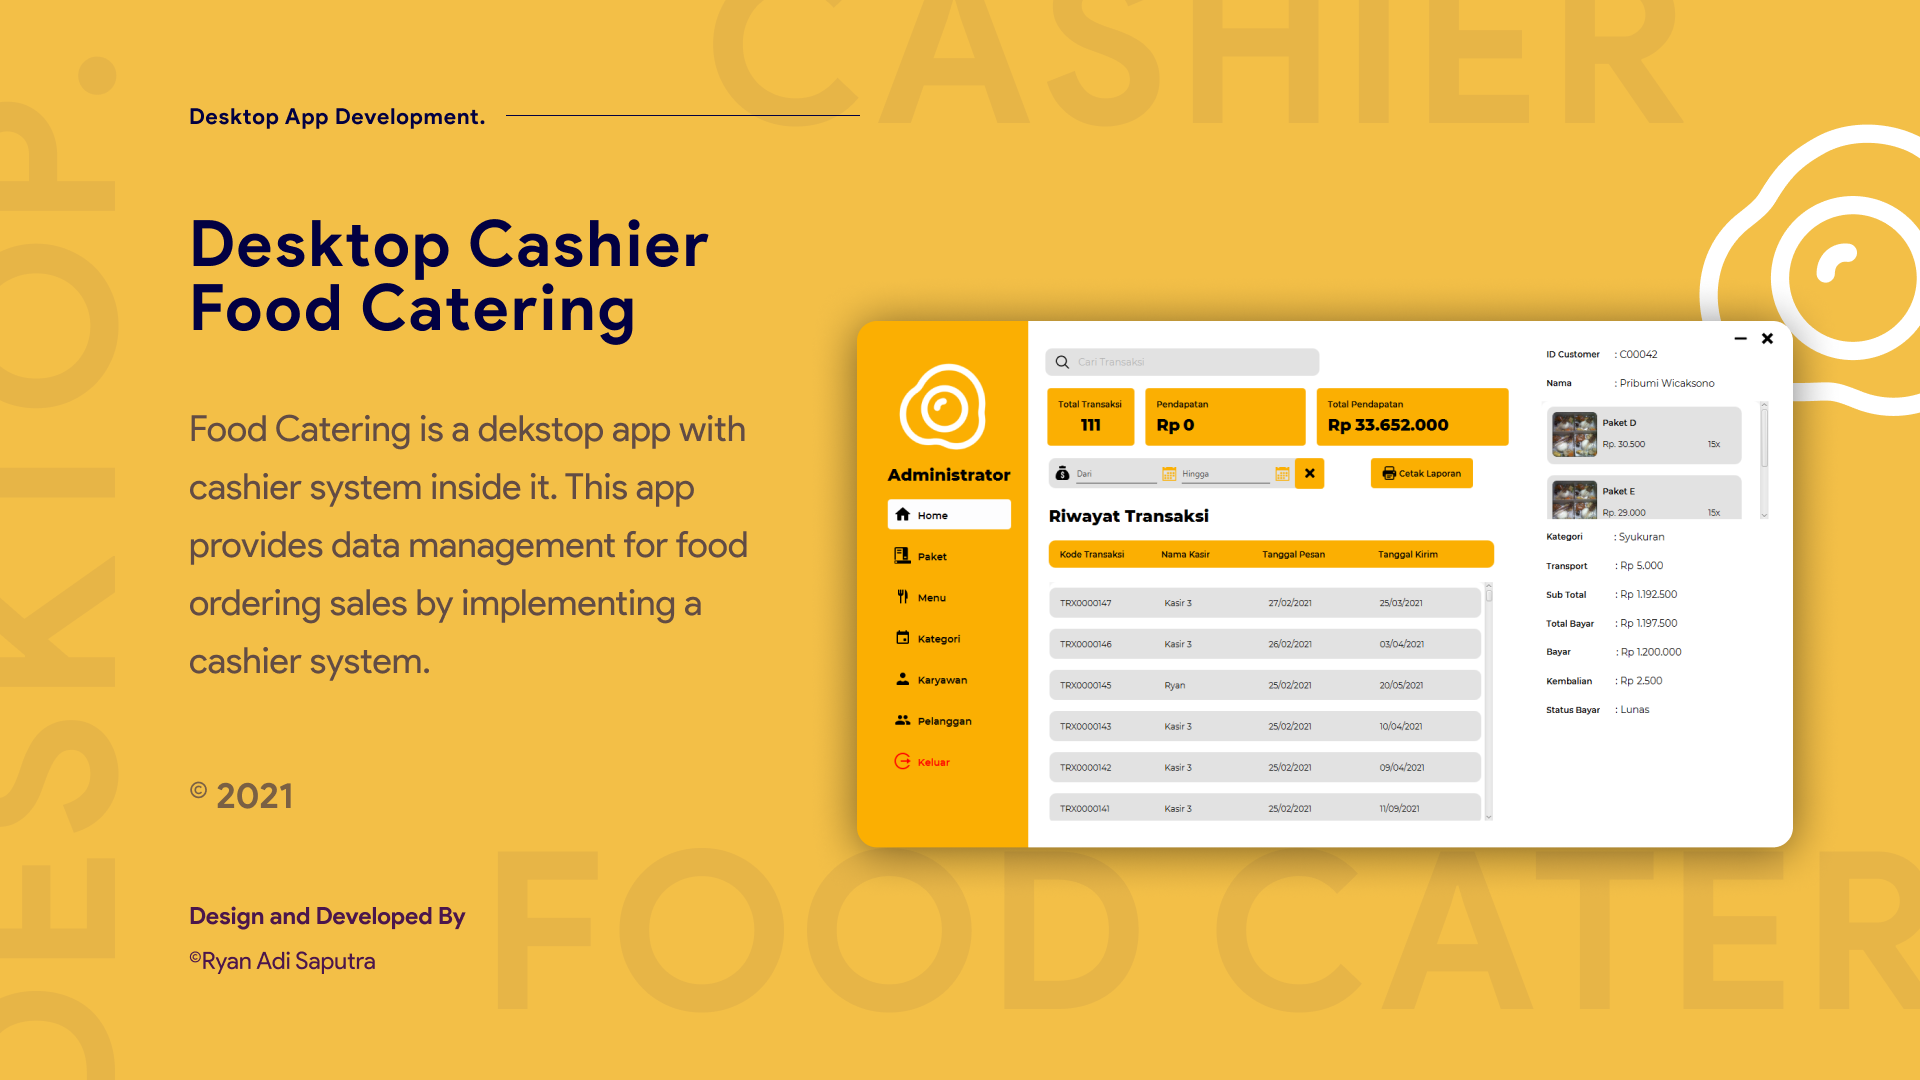 CASHIER
DESKTOP.
Desktop App Development.
Desktop Cashier
Food Catering
Food Catering is a dekstop app with
cashier system inside it. This app
provides data management for food
ordering sales by implementing a
cashier system.
© 2021
Design and Developed By
©Ryan Adi Saputra
FOOD CATER
Administrator
Home
Paket
Menu
Kategori
Karyawan
Pelanggan
Keluar
Cari Transaksi
Total Transaksi
111
Pendapatan
Rp 0
Total Pendapatan
Rp 33.652.000
Dari
Hingga
Cetak Laporan
Riwayat Transaksi
Kode Transaksi Nama Kasir Tanggal Pesan Tanggal Kirim
TRX0000147 Kasir 3 27/02/2021 25/03/2021
TRX0000146 Kasir 3 26/02/2021 03/04/2021
TRX0000145 Ryan 25/02/2021 20/05/2021
TRX0000143 Kasir 3 25/02/2021 10/04/2021
TRX0000142 Kasir 3 25/02/2021 09/04/2021
TRX0000141 Kasir 3 25/02/2021 11/09/2021
ID Customer : C00042
Nama : Pribumi Wicaksono
Paket D
Rp. 30.500 15x
Paket E
Rp. 29.000 15x
Kategori : Syukuran
Transport : Rp 5.000
Sub Total : Rp 1.192.500
Total Bayar : Rp 1.197.500
Bayar : Rp 1.200.000
Kembalian : Rp 2.500
Status Bayar : Lunas